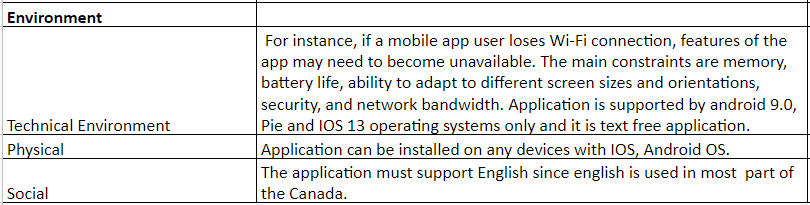 Environment
For instance, if a mobile app user loses Wi-Fi connection, features of the
app may need to become unavailable. The main constraints are memory,
battery life, ability to adapt to different screen sizes and orientations,
security, and network bandwidth. Application is supported by android 9.0,
Technical Environment Pie and IOS 13 operating systems only and it is text free application.
Physical Application can be installed on any devices with IOS, Android OS.
The application must support English since english is used in most part of
Social the Canada.